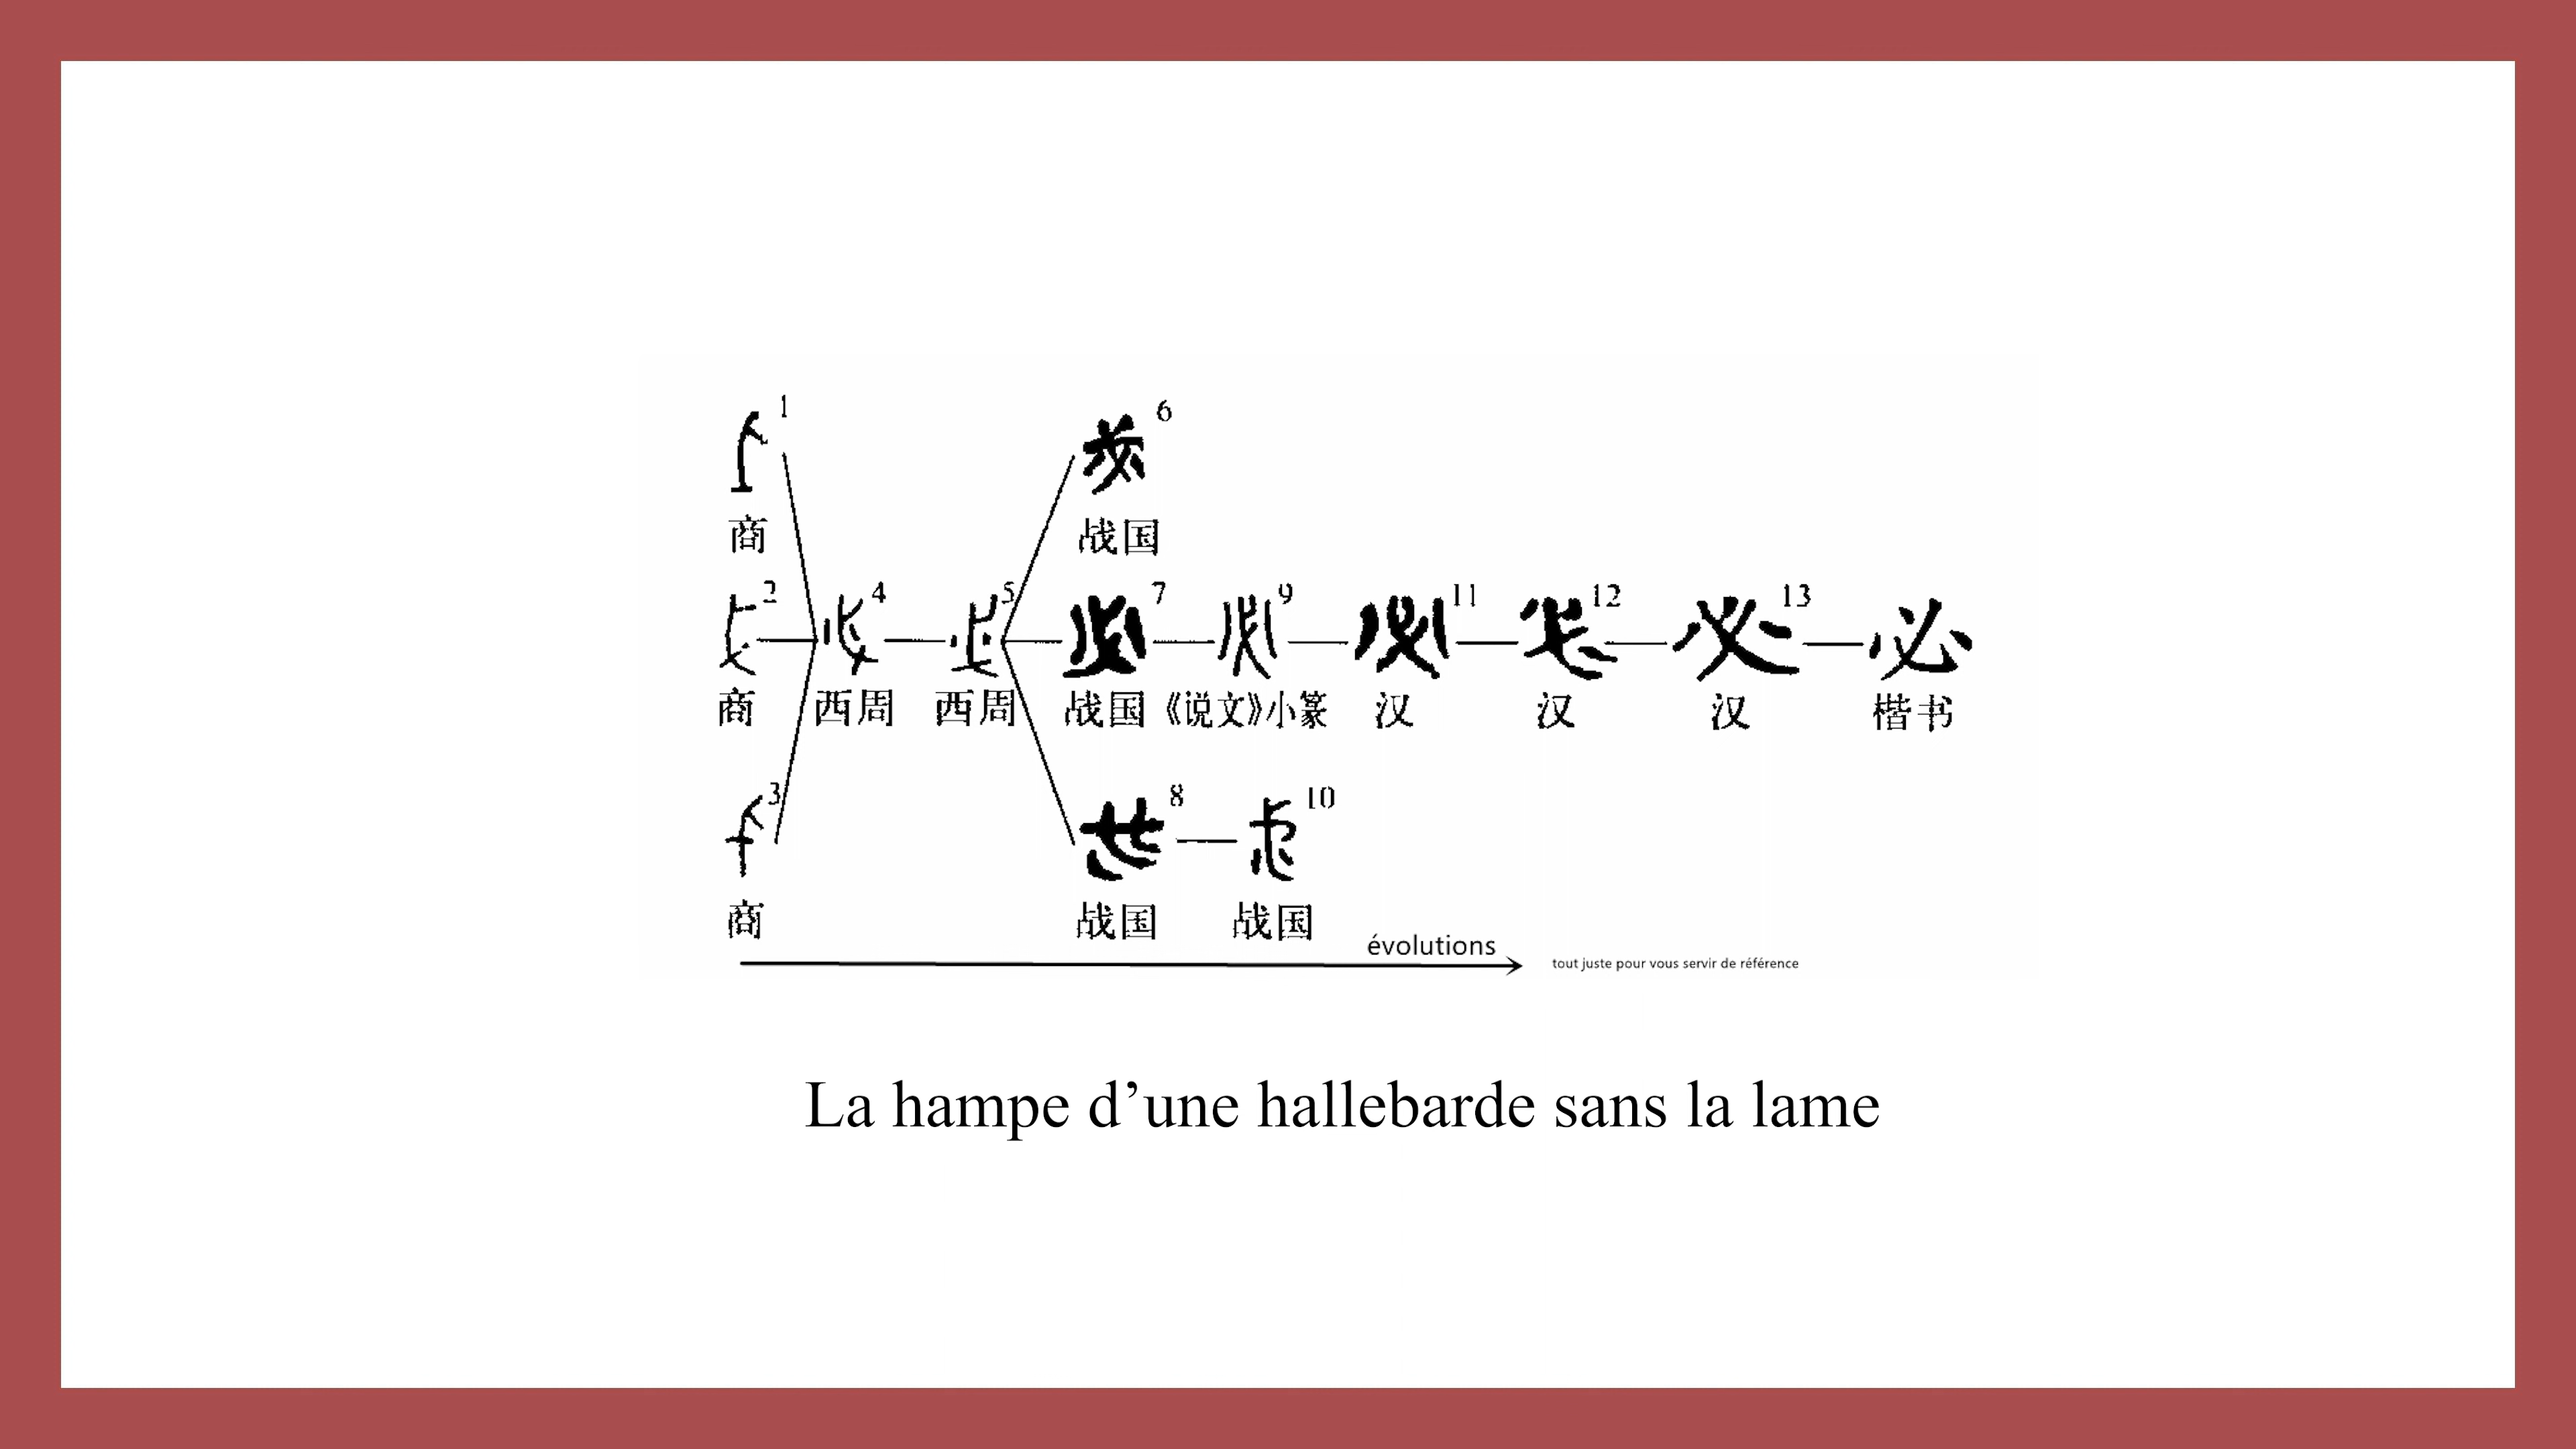 1
6
商
战国
2
4
5
7
9
11
12
13
必
商
西周
西周
战国
《说文》小篆
汉
汉
汉
楷书
3
8
10
商
战国
战国
évolutions
tout juste pour vous servir de référence
La hampe d’une hallebarde sans la lame